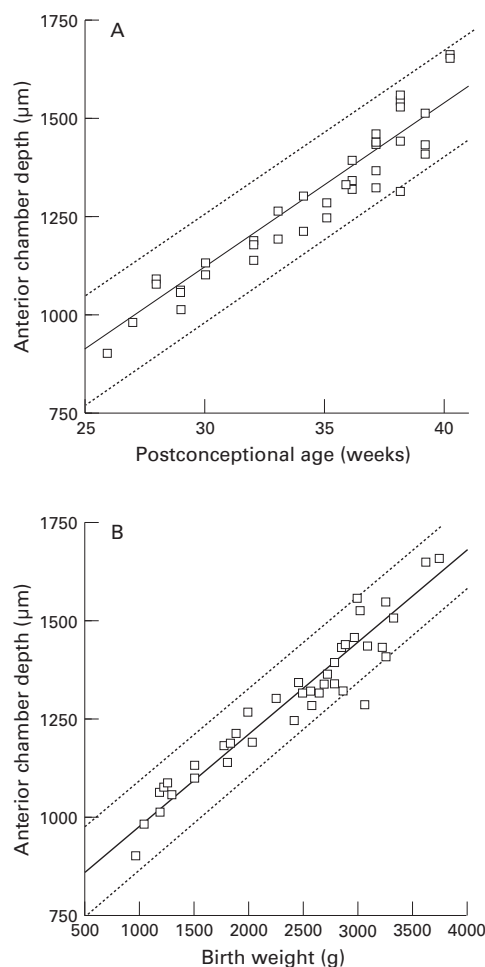 A
1750
1500
1250
1000
750
Anterior chamber depth (µm)
25 30 35 40
Postconceptional age (weeks)
B
1750
1500
1250
1000
750
Anterior chamber depth (µm)
500 1000 1500 2000 2500 3000 3500 4000
Birth weight (g)